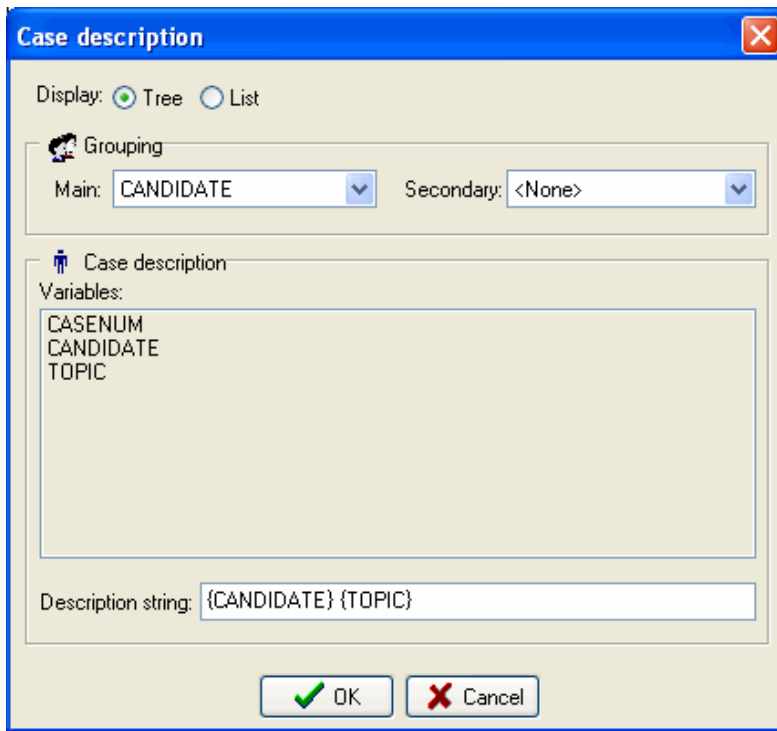 Case description
Display: Tree List
Grouping
Main: CANDIDATE Secondary: <None>
Case description
Variables:
CASENUM
CANDIDATE
TOPIC
Description string: {CANDIDATE} {TOPIC}
OK Cancel